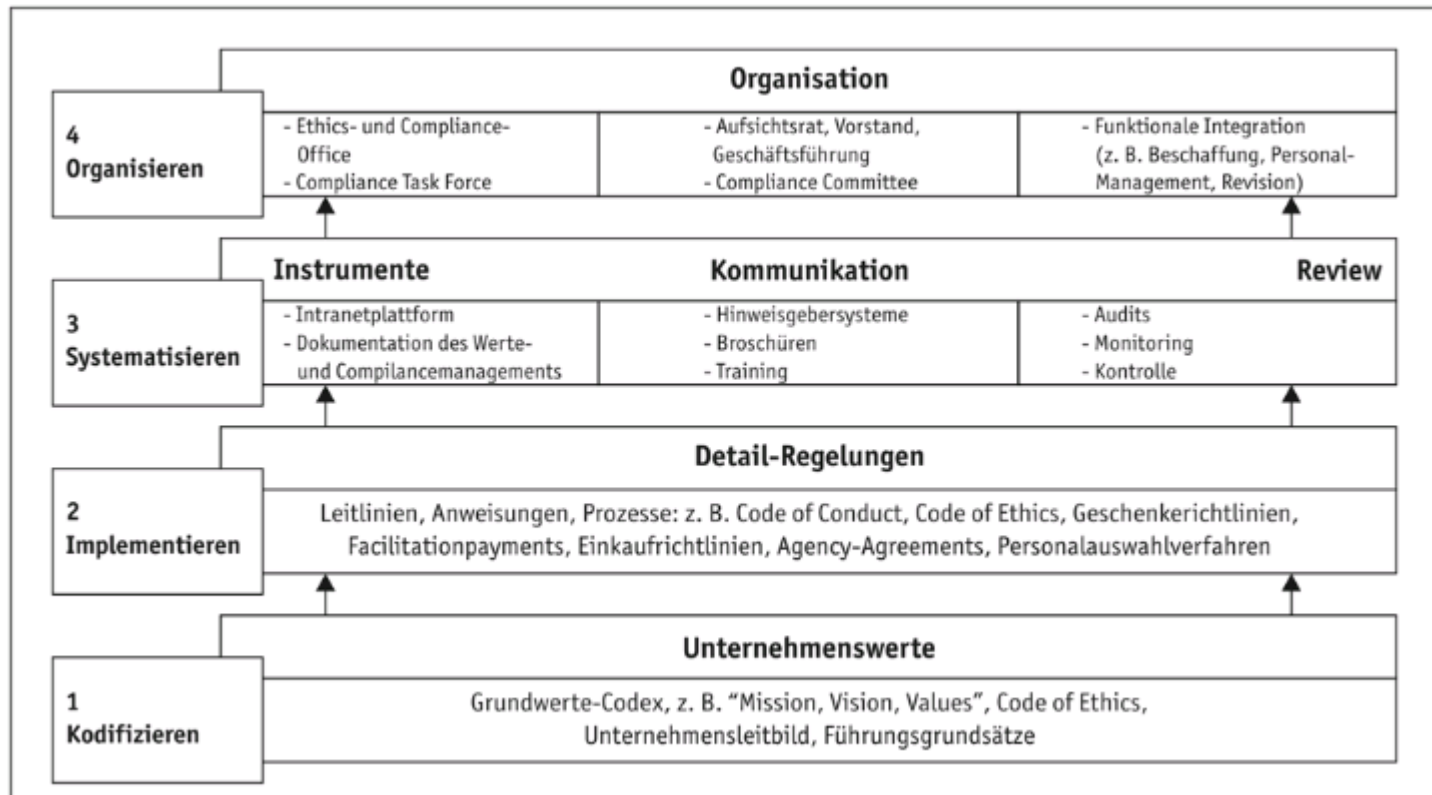 Organisation
4
Organisieren
- Ethics- und Compliance-
Office
- Compliance Task Force
- Aufsichtsrat, Vorstand,
Geschäftsführung
- Compliance Committee
- Funktionale Integration
(z. B. Beschaffung, Personal-
Management, Revision)
Instrumente
Kommunikation
Review
3
Systematisieren
- Intranetplattform
- Dokumentation des Werte-
und Compilancemanagements
- Hinweisgebersysteme
- Broschüren
- Training
- Audits
- Monitoring
- Kontrolle
Detail-Regelungen
2
Implementieren
Leitlinien, Anweisungen, Prozesse: z. B. Code of Conduct, Code of Ethics, Geschenkerichtlinien,
Facilitationpayments, Einkaufrichtlinien, Agency-Agreements, Personalauswahlverfahren
Unternehmenswerte
1
Kodifizieren
Grundwerte-Codex, z. B. “Mission, Vision, Values”, Code of Ethics,
Unternehmensleitbild, Führungsgrundsätze